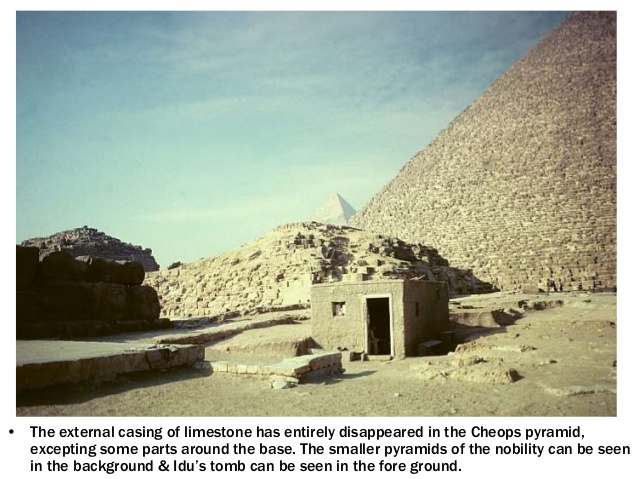 • The external casing of limestone has entirely disappeared in the Cheops pyramid,
excepting some parts around the base. The smaller pyramids of the nobility can be seen
in the background & Idu's tomb can be seen in the fore ground.